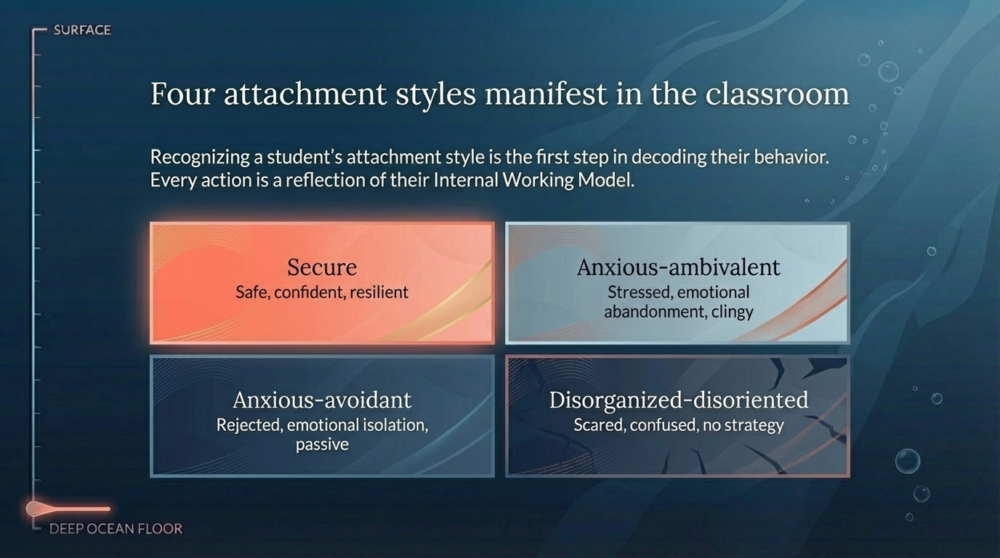 SURFACE
Four attachment styles manifest in the classroom
Recognizing a student’s attachment style is the first step in decoding their behavior.
Every action is a reflection of their Internal Working Model.
Secure
Safe, confident, resilient
Anxious-ambivalent
Stressed, emotional
abandonment, clingy
Anxious-avoidant
Rejected, emotional isolation,
passive
Disorganized-disoriented
Scared, confused, no strategy
DEEP OCEAN FLOOR